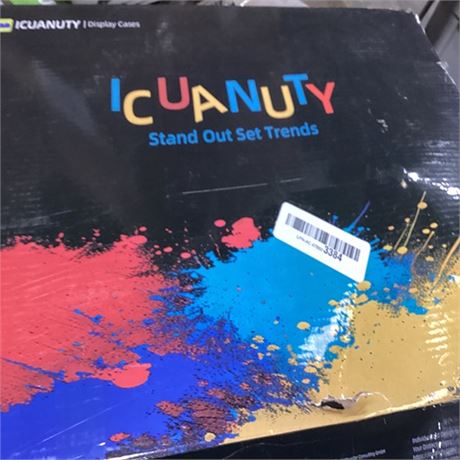 ICUANUTY | Display Cases
ICUANUTY
Stand Out Set Trends
3384